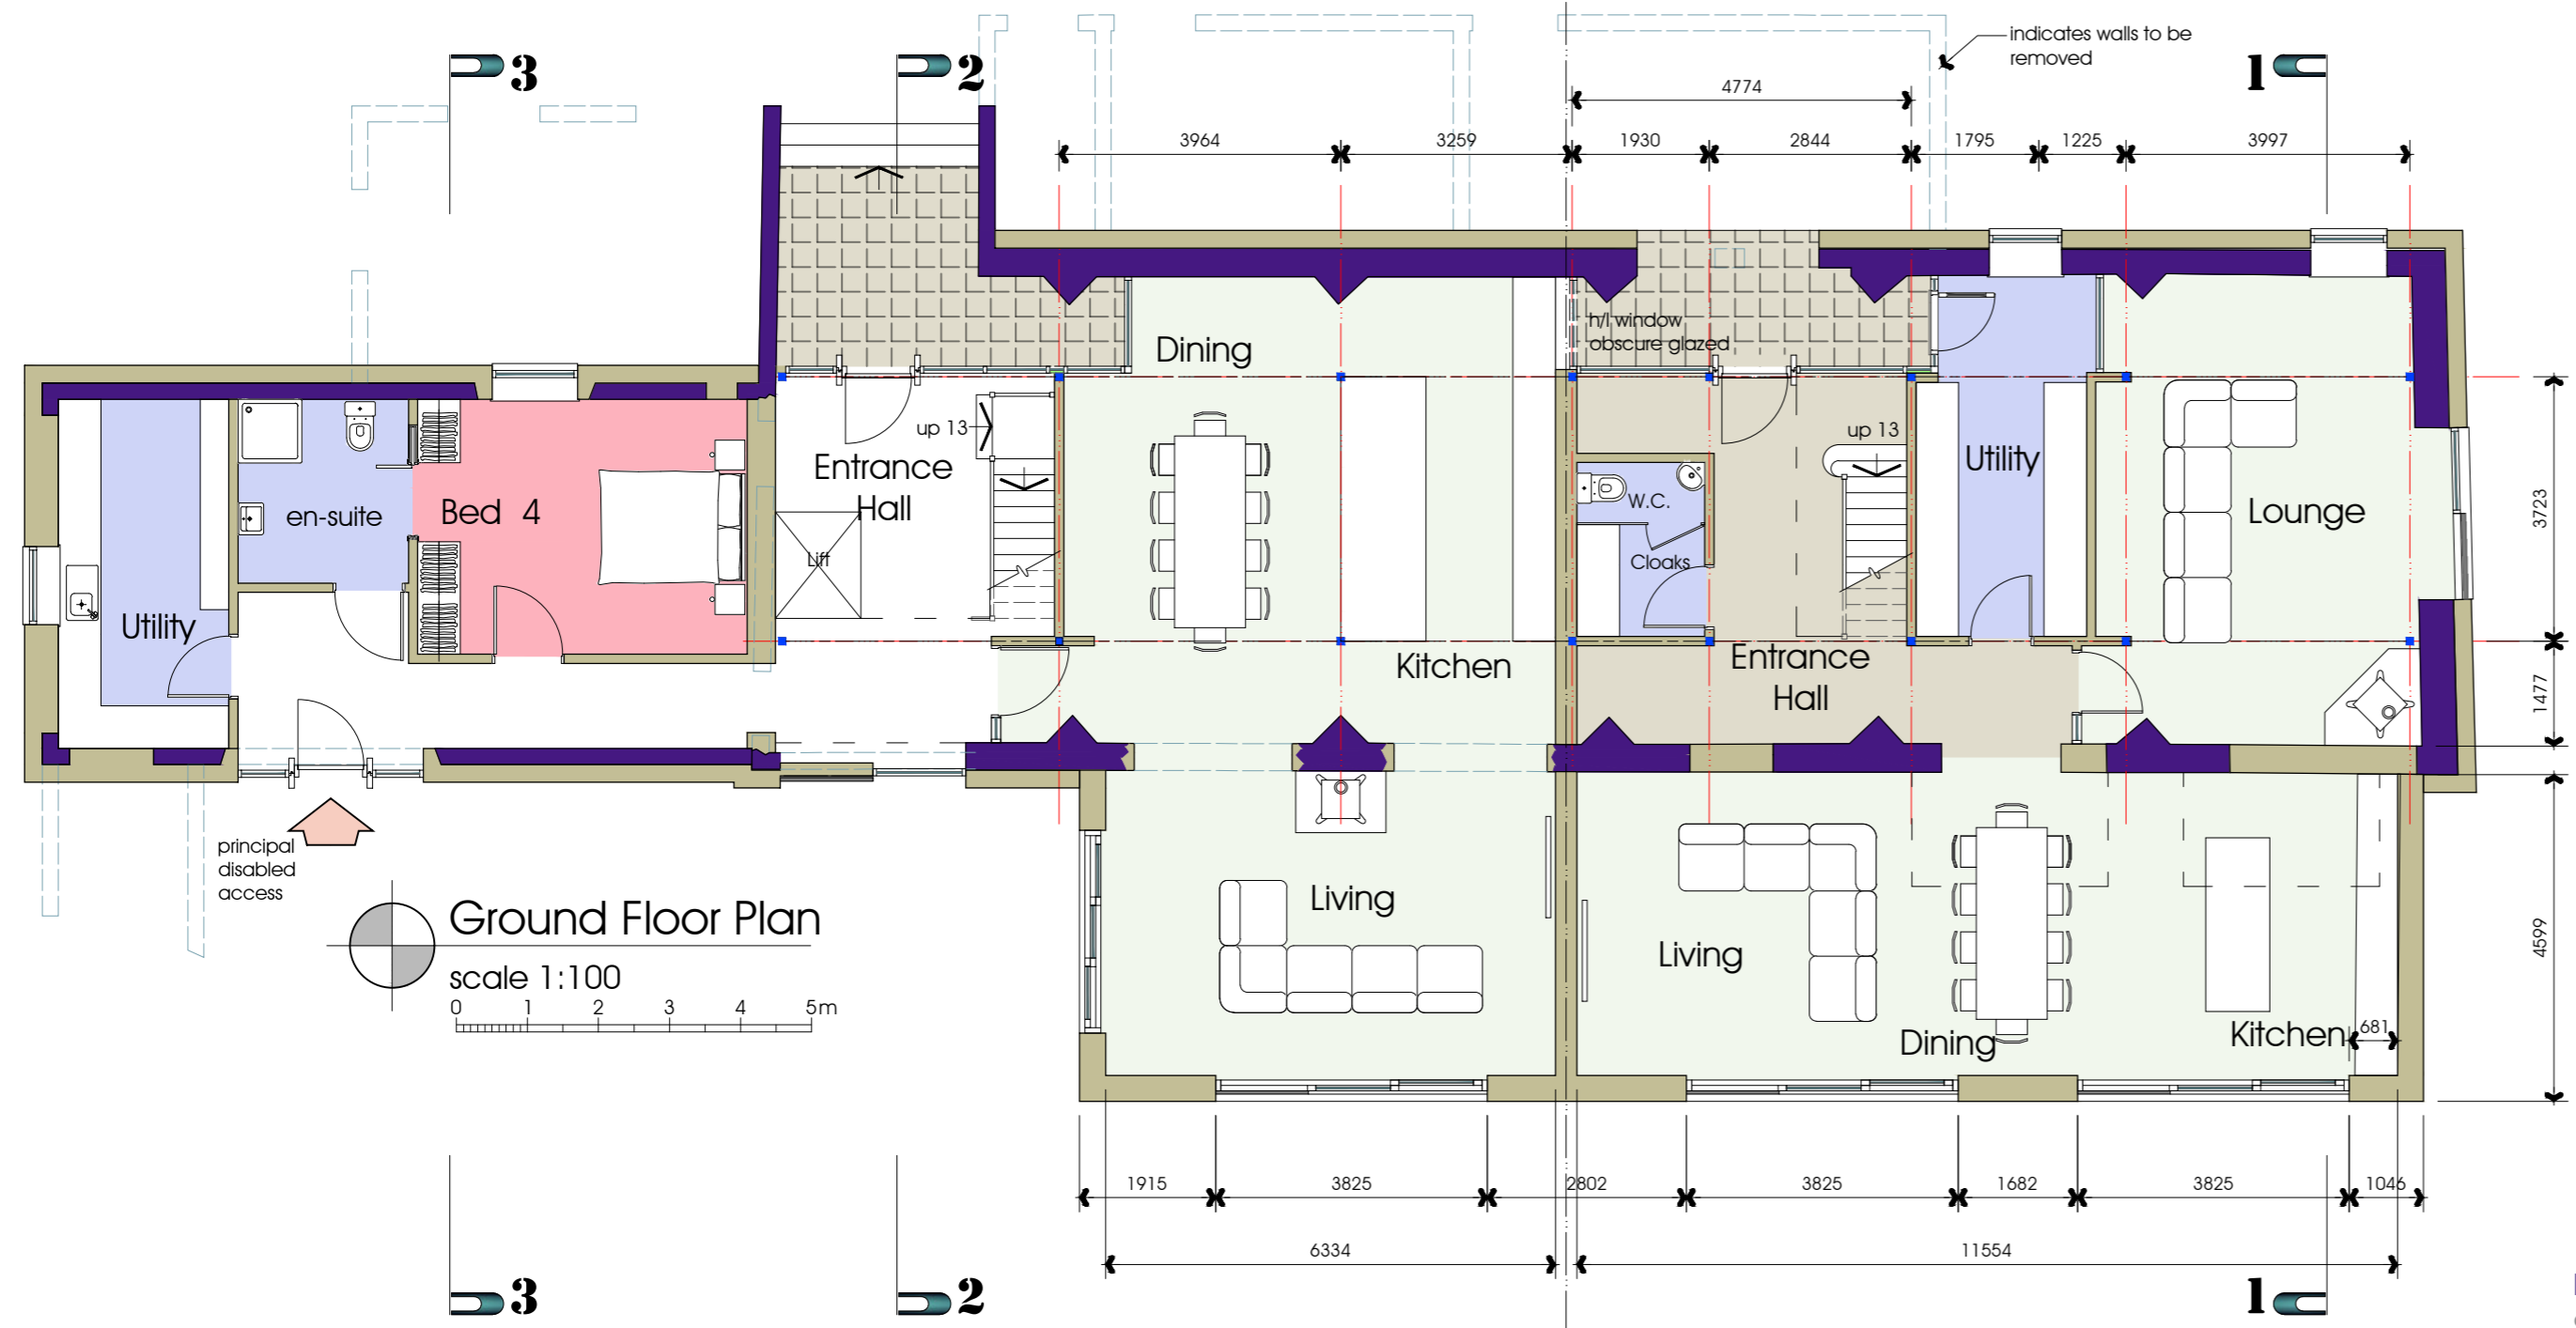 indicates walls to be
removed
3
2
1
4774
3964
3259
1930
2844
1795
1225
3997
h/l window
obscure glazed
Dining
up 13
up 13
Entrance
Hall
Utility
W.C.
Lounge
3723
en-suite
Bed 4
Lift
Cloaks
Utility
Kitchen
Entrance
Hall
1477
principal
disabled
access
Living
Living
4599
Ground Floor Plan
scale 1:100
0 1 2 3 4 5m
Dining
Kitchen
681
1915
3825
2802
3825
1682
3825
1046
6334
11554
3
2
1